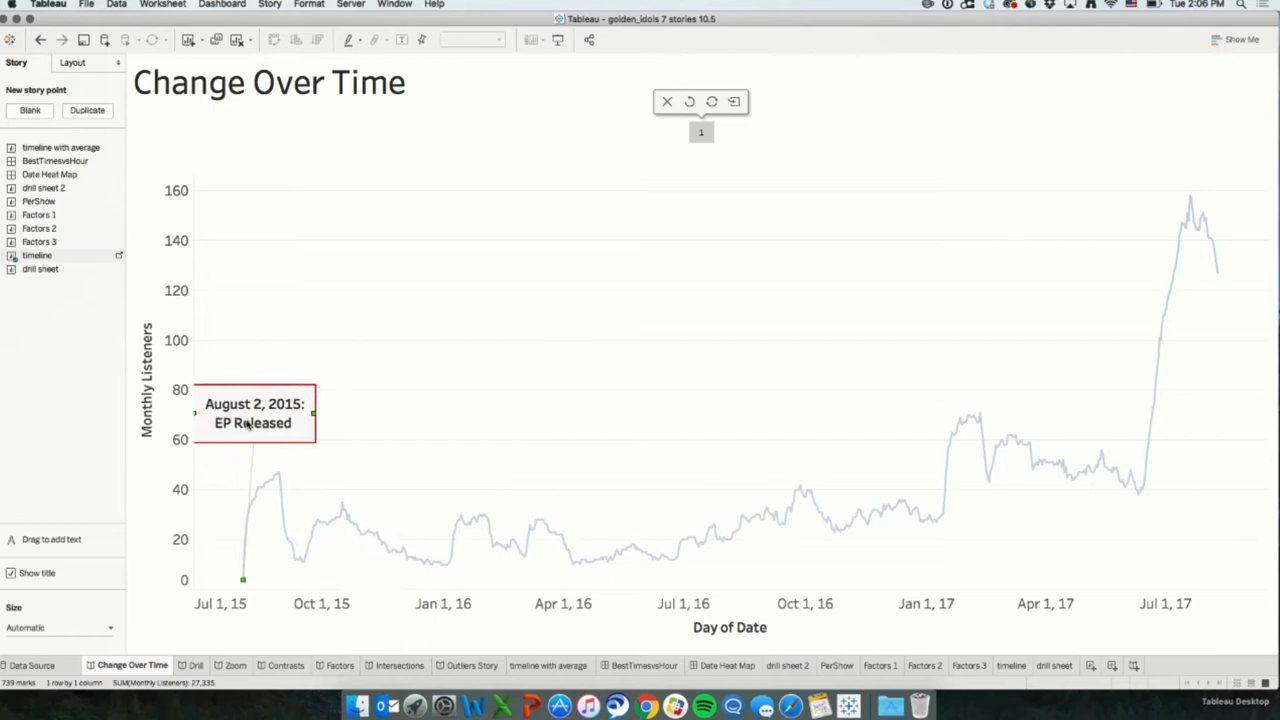 Tableau File Data Worksheet Dashboard Story Format Server Window Help
Tue 2:06 PM
Tableau - golden_idols 7 stories 10.5
Show Me
Story Layout
New story point
Blank Duplicate
timeline with average
BestTimesvsHour
Date Heat Map
drill sheet 2
PerShow
Factors 1
Factors 2
Factors 3
timeline
drill sheet
A Drag to add text
Show title
Size
Automatic
Change Over Time
1
Monthly Listeners
160
140
120
100
80
60
40
20
0
August 2, 2015:
EP Released
Jul 1, 15 Oct 1, 15 Jan 1, 16 Apr 1, 16 Jul 1, 16 Oct 1, 16 Jan 1, 17 Apr 1, 17 Jul 1, 17
Day of Date
Data Source Change Over Time Drill Zoom Contrasts Factors Intersections Outliers Story timeline with average BestTimesvsHour Date Heat Map drill sheet 2 PerShow Factors 1 Factors 2 Factors 3 timeline drill sheet
739 marks 1 row by 1 column SUM(Monthly Listeners): 27,335
Tableau Desktop